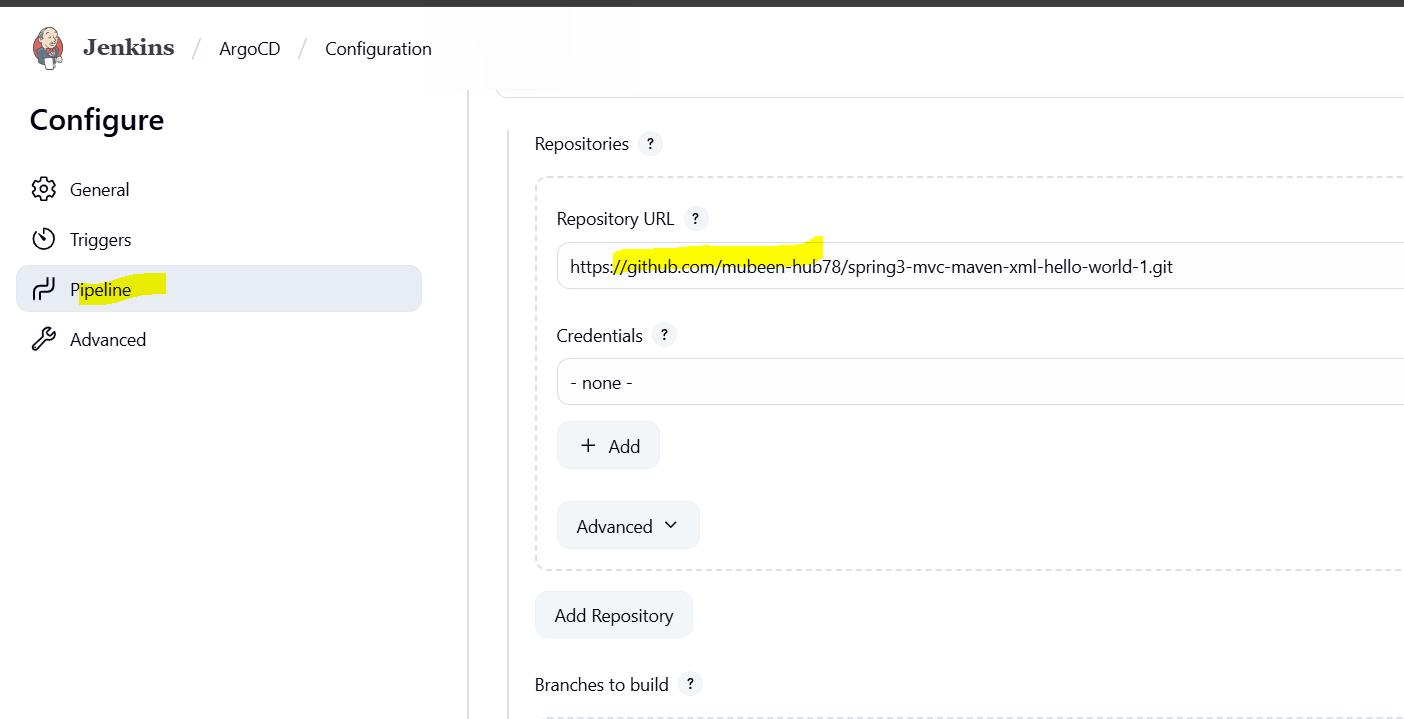 Jenkins / ArgoCD / Configuration
Configure
General
Triggers
Pipeline
Advanced
Repositories ?
Repository URL ?
https://github.com/mubeen-hub78/spring3-mvc-maven-xml-hello-world-1.git
Credentials ?
- none -
+ Add
Advanced
Add Repository
Branches to build ?